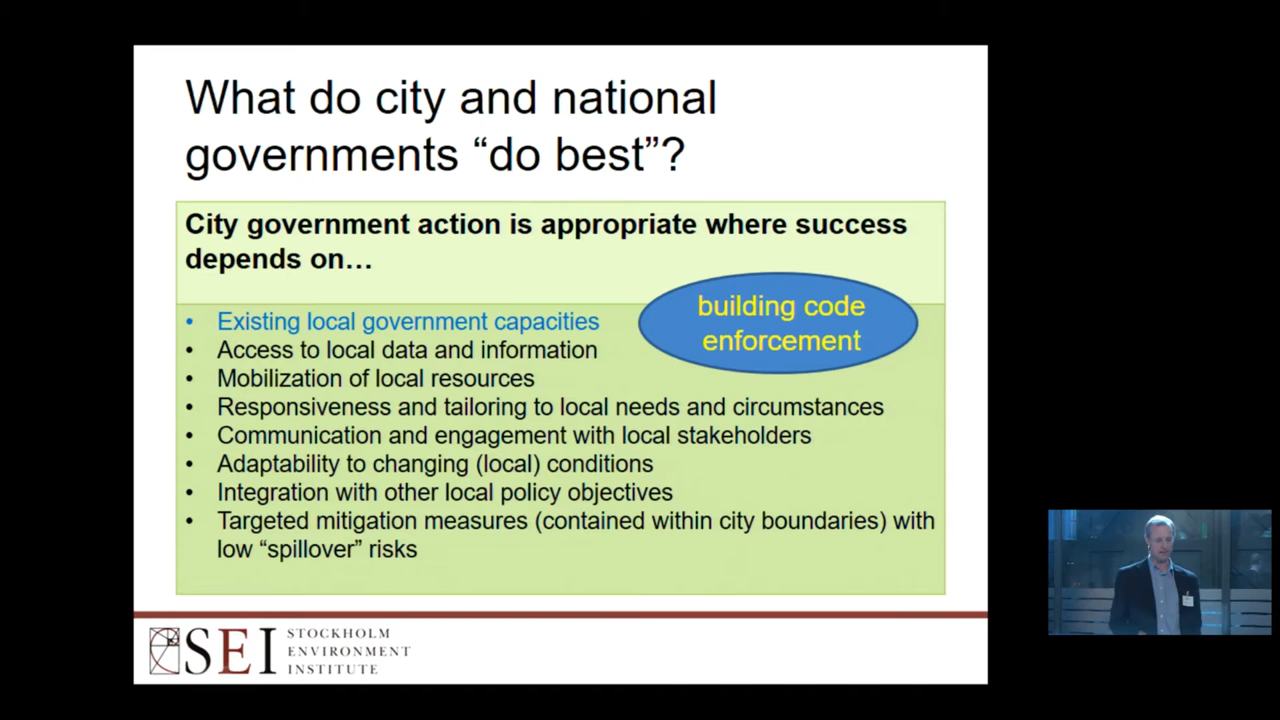 What do city and national
governments “do best”?
City government action is appropriate where success
depends on…
• Existing local government capacities
building code
enforcement
• Access to local data and information
• Mobilization of local resources
• Responsiveness and tailoring to local needs and circumstances
• Communication and engagement with local stakeholders
• Adaptability to changing (local) conditions
• Integration with other local policy objectives
• Targeted mitigation measures (contained within city boundaries) with
low “spillover” risks
SEI
STOCKHOLM
ENVIRONMENT
INSTITUTE